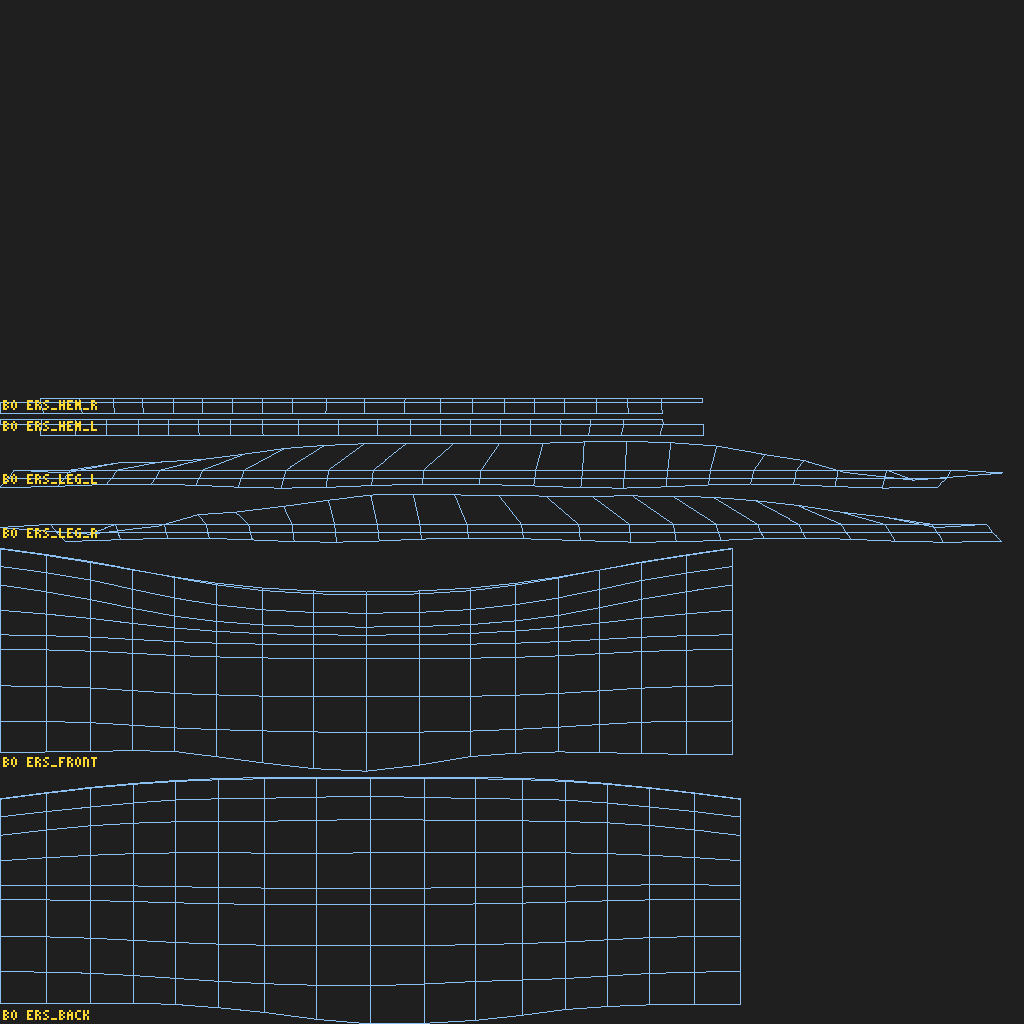 BO ERS_HEM_R
BO ERS_HEM_L
BO ERS_LEG_L
BO ERS_LEG_R
BO ERS_FRONT
BO ERS_BACK